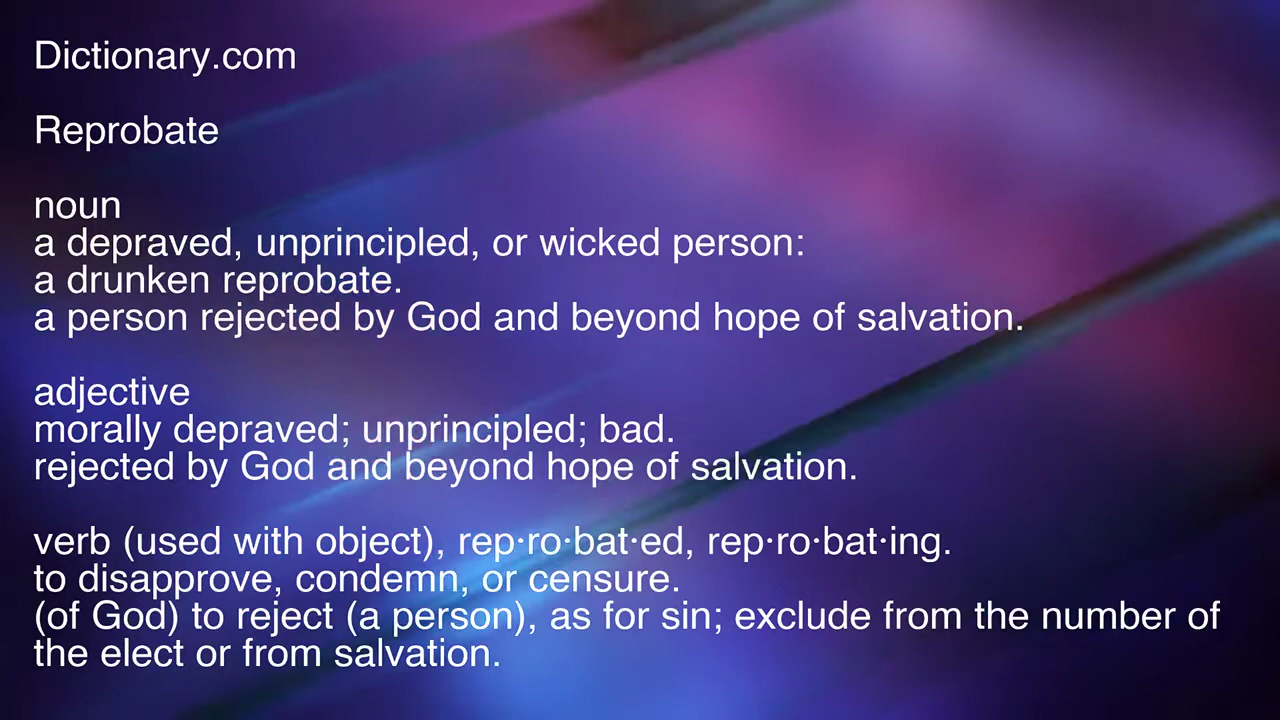 Dictionary.com
Reprobate
noun
a depraved, unprincipled, or wicked person:
a drunken reprobate.
a person rejected by God and beyond hope of salvation.
adjective
morally depraved; unprincipled; bad.
rejected by God and beyond hope of salvation.
verb (used with object), rep·ro·bat·ed, rep·ro·bat·ing.
to disapprove, condemn, or censure.
(of God) to reject (a person), as for sin; exclude from the number of
the elect or from salvation.